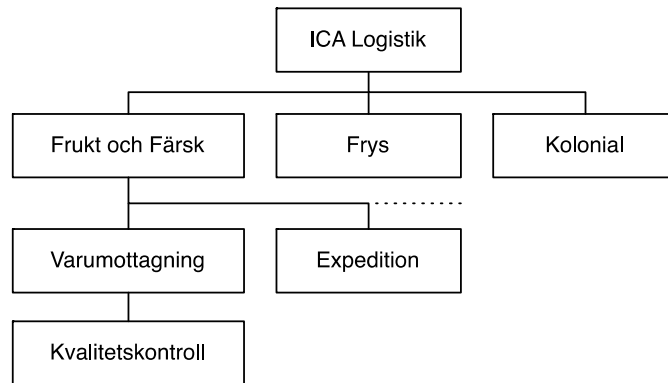 ICA Logistik
Frukt och Färsk
Frys
Kolonial
Varumottagning
Expedition
Kvalitetskontroll